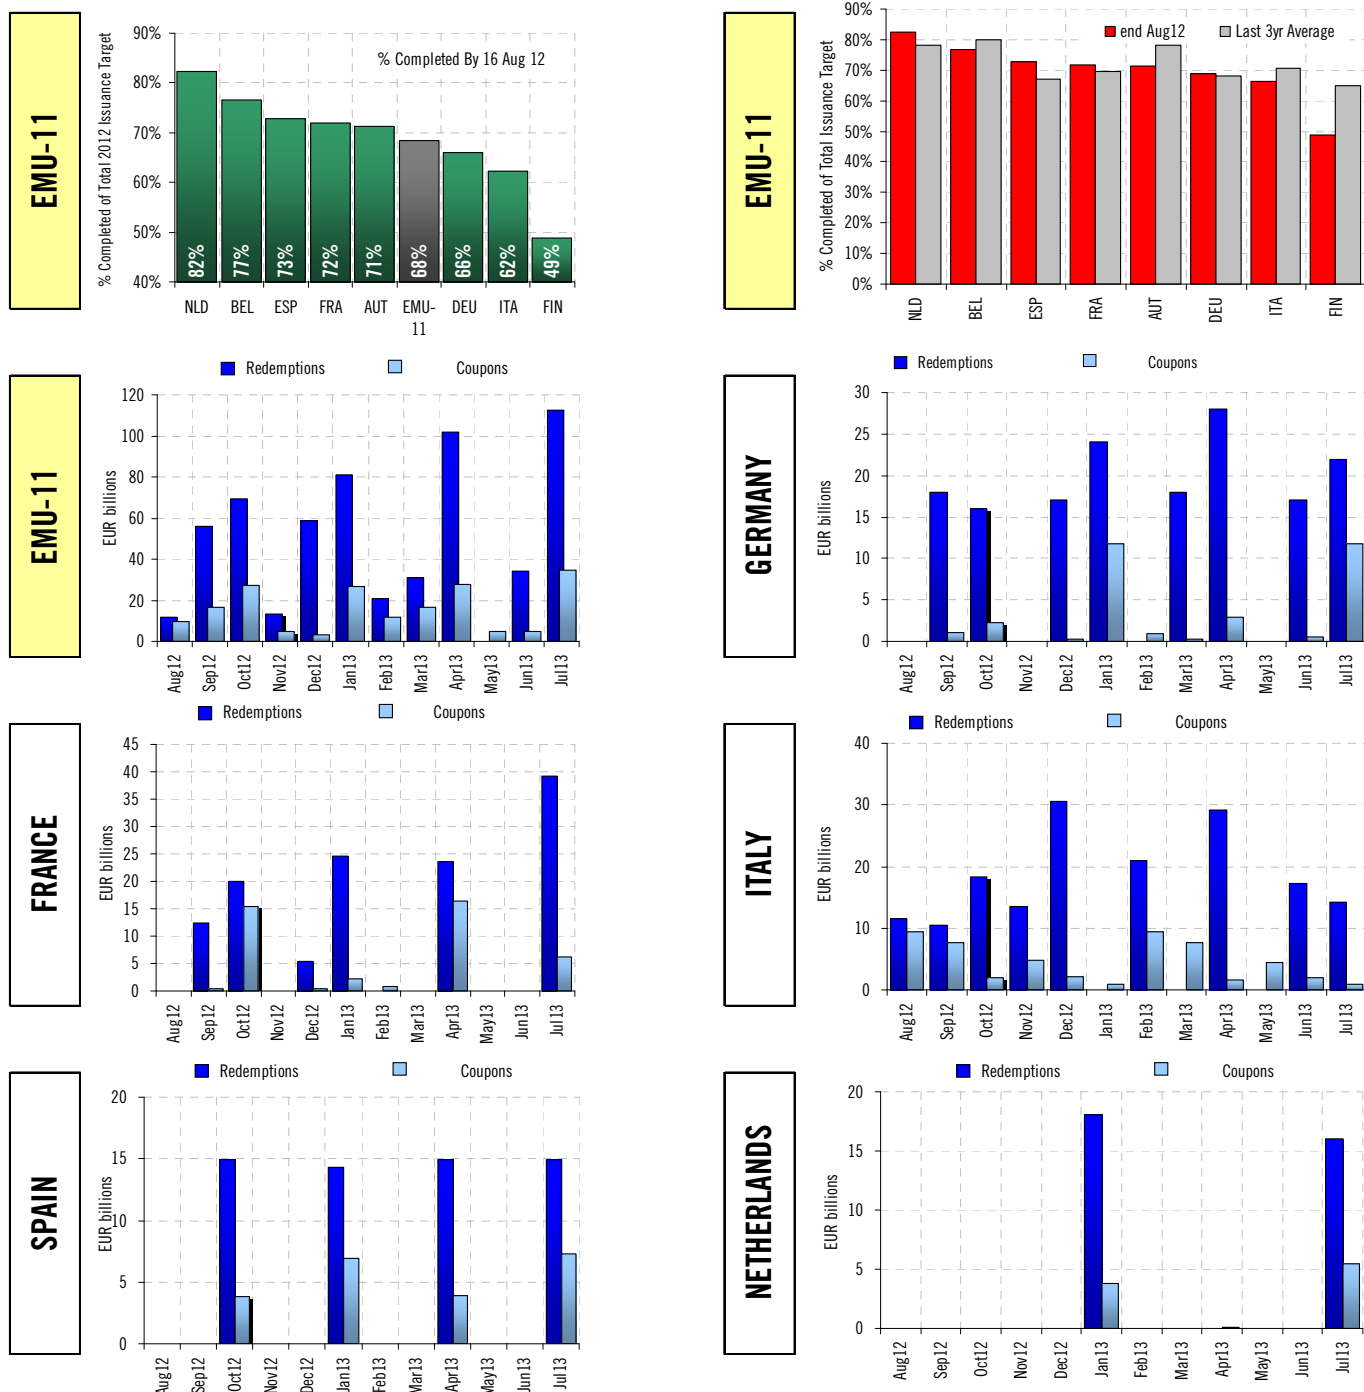 EMU-11
% Completed of Total 2012 Issuance Target
90%
80%
70%
60%
50%
40%
% Completed By 16 Aug 12
82%
77%
73%
72%
71%
68%
66%
62%
49%
NLD
BEL
ESP
FRA
AUT
EMU-
11
DEU
ITA
FIN
EMU-11
% Completed of Total Issuance Target
90%
80%
70%
60%
50%
40%
30%
20%
10%
0%
end Aug12
Last 3yr Average
NLD
BEL
ESP
FRA
AUT
DEU
ITA
FIN
EMU-11
Redemptions
Coupons
EUR billions
120
100
80
60
40
20
0
Aug12
Sep12
Oct12
Nov12
Dec12
Jan13
Feb13
Mar13
Apr13
May13
Jun13
Jul13
GERMANY
Redemptions
Coupons
EUR billions
30
25
20
15
10
5
0
Aug12
Sep12
Oct12
Nov12
Dec12
Jan13
Feb13
Mar13
Apr13
May13
Jun13
Jul13
FRANCE
Redemptions
Coupons
EUR billions
45
40
35
30
25
20
15
10
5
0
Aug12
Sep12
Oct12
Nov12
Dec12
Jan13
Feb13
Mar13
Apr13
May13
Jun13
Jul13
ITALY
Redemptions
Coupons
EUR billions
40
30
20
10
0
Aug12
Sep12
Oct12
Nov12
Dec12
Jan13
Feb13
Mar13
Apr13
May13
Jun13
Jul13
SPAIN
Redemptions
Coupons
EUR billions
20
15
10
5
0
Aug12
Sep12
Oct12
Nov12
Dec12
Jan13
Feb13
Mar13
Apr13
May13
Jun13
Jul13
NETHERLANDS
Redemptions
Coupons
EUR billions
20
15
10
5
0
Aug12
Sep12
Oct12
Nov12
Dec12
Jan13
Feb13
Mar13
Apr13
May13
Jun13
Jul13